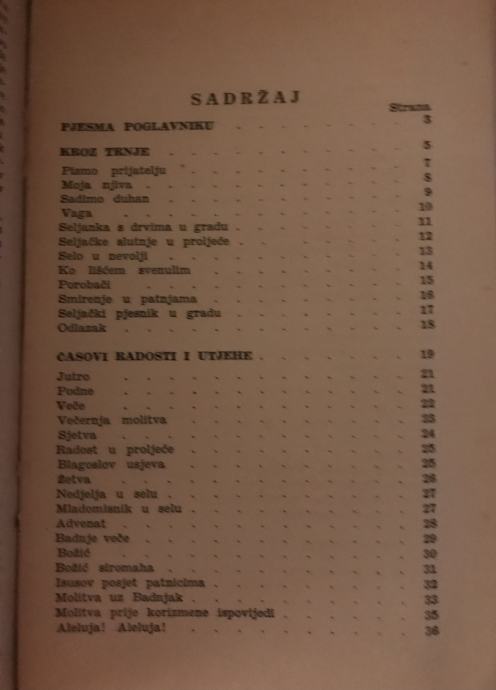 SADRŽAJ
Strana
PJESMA POGLAVNIKU . . . . . . . 3
KROZ TRNJE . . . . . . . . . 5
Pismo prijatelju . . . . . . . . 7
Moja njiva . . . . . . . . . . 8
Sadimo duhan . . . . . . . . . 9
Vaga . . . . . . . . . . 10
Seljanka s drvima u gradu . . . . . . . 11
Seljačke slutnje u proljeće . . . . . . . 12
Selo u nevolji . . . . . . . . . 13
Ko lišćem svenulim . . . . . . . . 14
Porobači . . . . . . . . . . 15
Smirenje u patnjama . . . . . . . 16
Seljački pjesnik u gradu . . . . . . . 17
Odlazak . . . . . . . . . . 18
ČASOVI RADOSTI I UTJEHE . . . . . . 19
Jutro . . . . . . . . . . 21
Podne . . . . . . . . . . 21
Veče . . . . . . . . . . 22
Večernja molitva . . . . . . . . 23
Sjetva . . . . . . . . . . 24
Radost u proljeće . . . . . . . . 25
Blagoslov usjeva . . . . . . . . 25
Žetva . . . . . . . . . . 26
Nedjelja u selu . . . . . . . . . 27
Mladomisnik u selu . . . . . . . . 27
Advenat . . . . . . . . . . 28
Badnje veče . . . . . . . . . 29
Božić . . . . . . . . . . 30
Božić siromaha . . . . . . . . 31
Isusov posjet patnicima . . . . . . . 32
Molitva uz Badnjak . . . . . . . . 33
Molitva prije korizmene ispovijedi . . . . . 35
Aleluja! Aleluja! . . . . . . . . 36